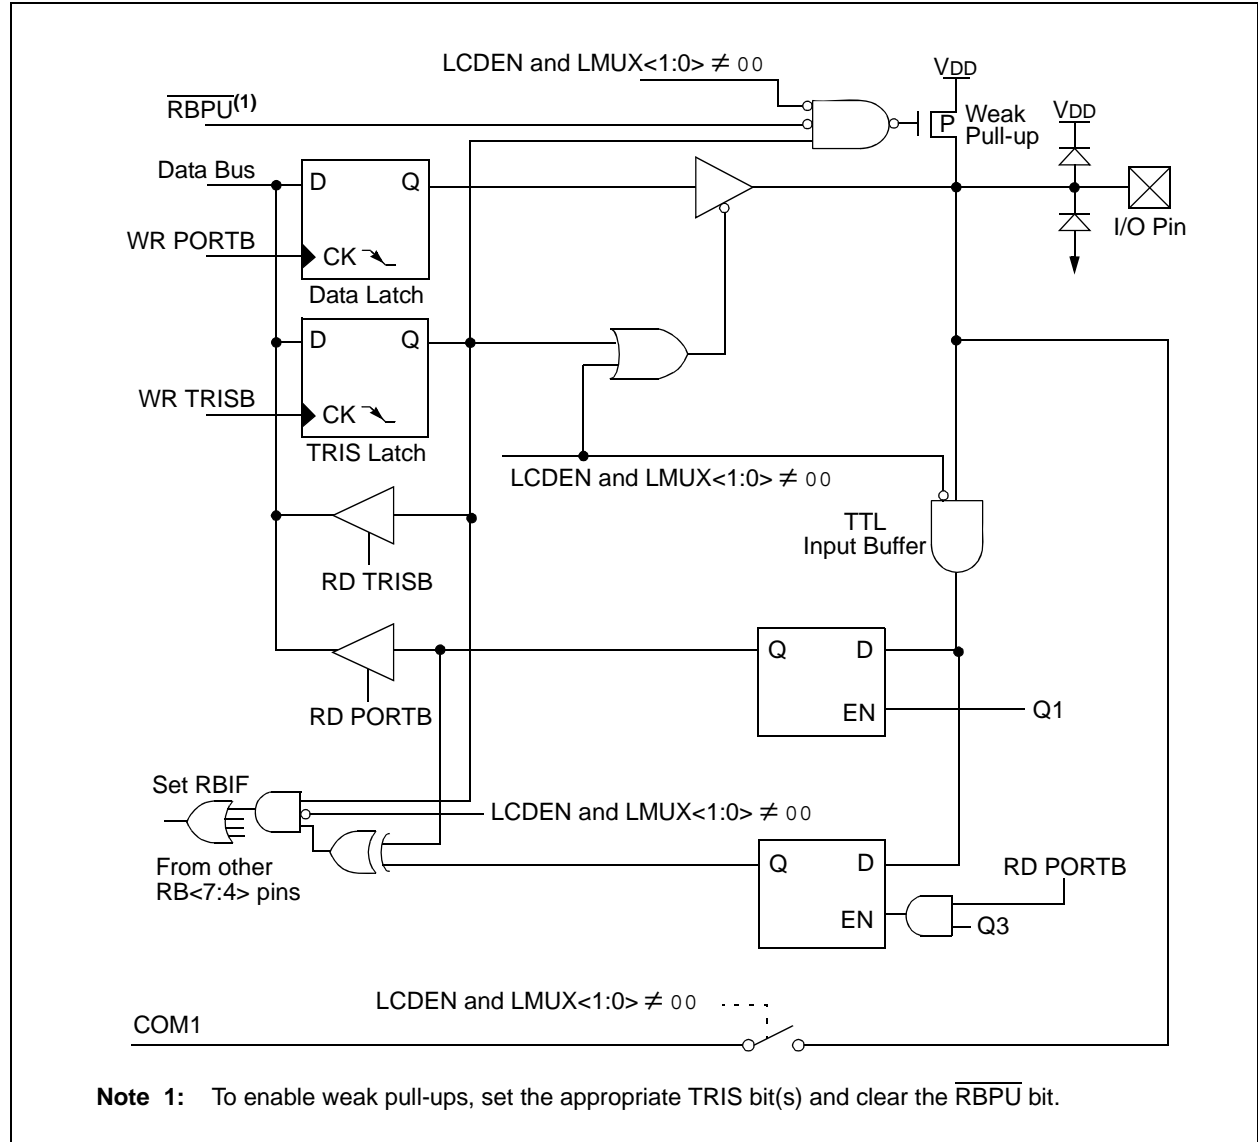 LCDEN and LMUX<1:0> ≠ 00
VDD
RBPU(1)
P
Weak
Pull-up
VDD
Data Bus
D
Q
I/O Pin
WR PORTB
CK
Data Latch
D
Q
WR TRISB
CK
TRIS Latch
LCDEN and LMUX<1:0> ≠ 00
TTL
Input Buffer
RD TRISB
Q
D
RD PORTB
EN
Q1
Set RBIF
LCDEN and LMUX<1:0> ≠ 00
From other
RB<7:4> pins
Q
D
RD PORTB
EN
Q3
LCDEN and LMUX<1:0> ≠ 00
COM1
Note 1: To enable weak pull-ups, set the appropriate TRIS bit(s) and clear the RBPU bit.